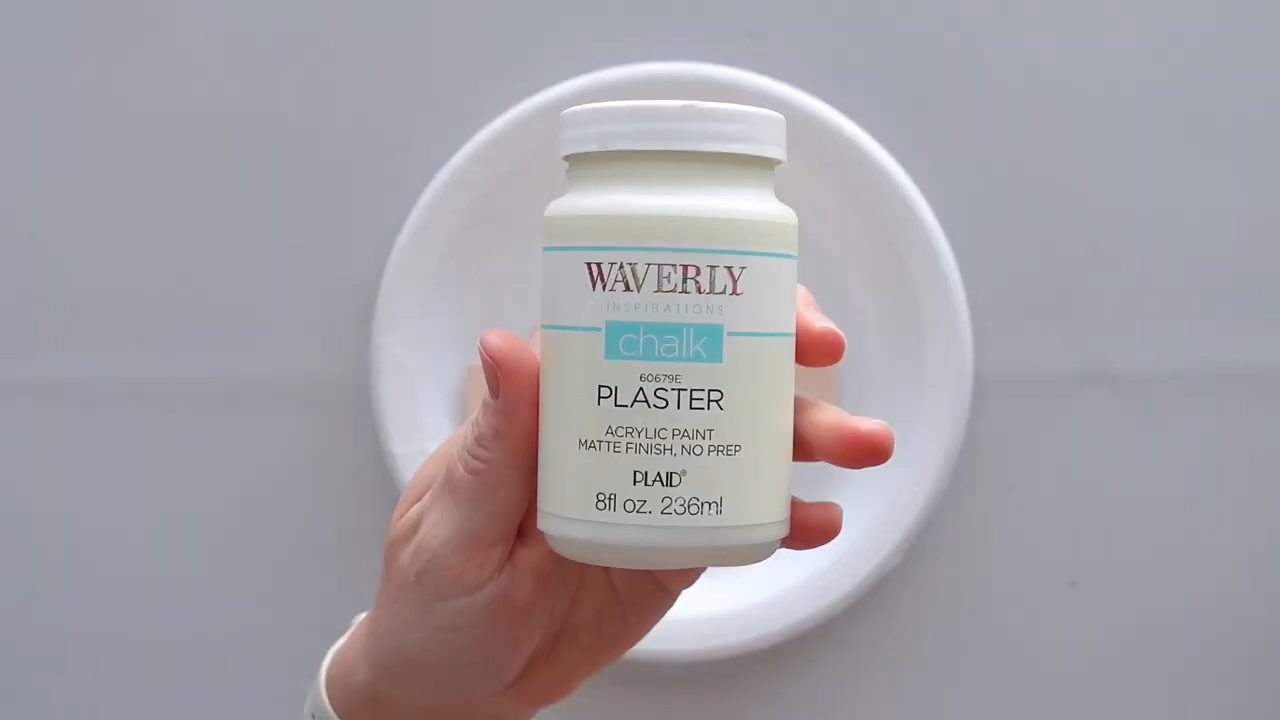 WAVERLY
INSPIRATIONS
chalk
60679E
PLASTER
ACRYLIC PAINT
MATTE FINISH, NO PREP
PLAID®
8fl oz. 236ml